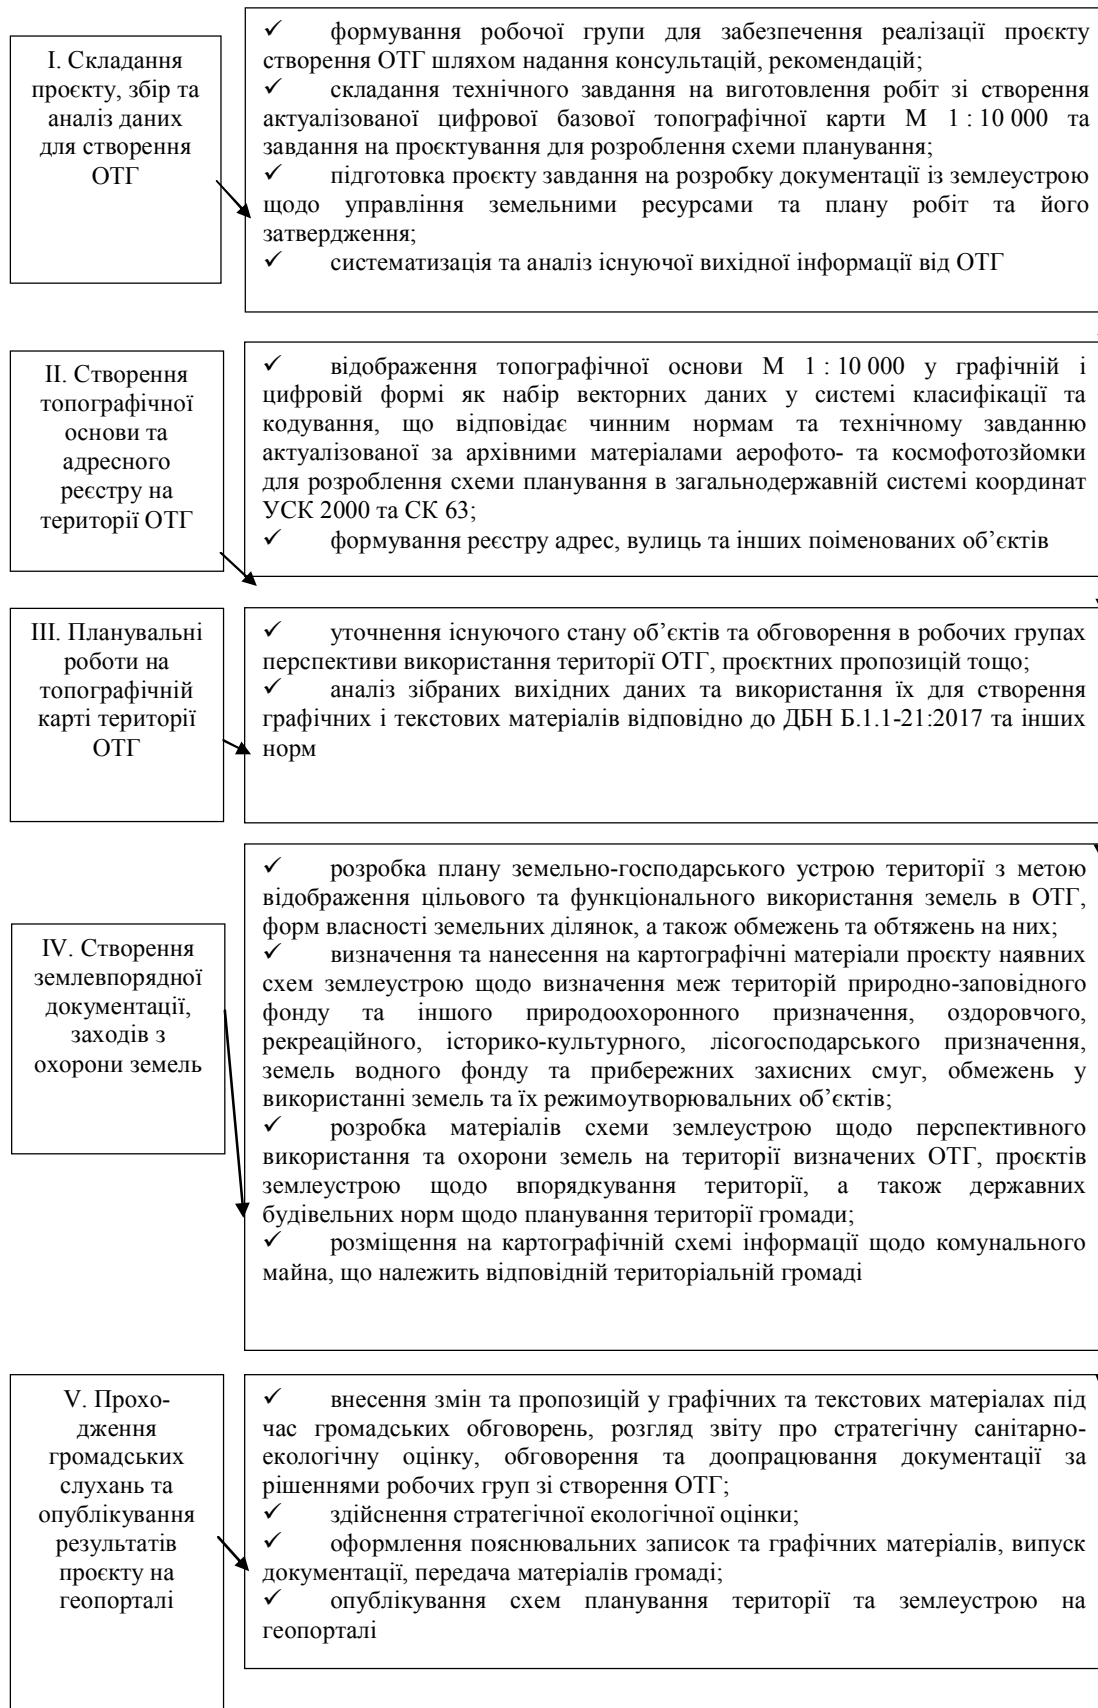 І. Складання
проєкту, збір та
аналіз даних
для створення
ОТГ
✓ формування робочої групи для забезпечення реалізації проєкту
створення ОТГ шляхом надання консультацій, рекомендацій;
✓ складання технічного завдання на виготовлення робіт зі створення
актуалізованої цифрової базової топографічної карти М 1 : 10 000 та
завдання на проєктування для розроблення схеми планування;
✓ підготовка проєкту завдання на розробку документації із землеустрою
щодо управління земельними ресурсами та плану робіт та його
затвердження;
✓ систематизація та аналіз існуючої вихідної інформації від ОТГ
ІІ. Створення
топографічної
основи та
адресного
реєстру на
території ОТГ
✓ відображення топографічної основи М 1 : 10 000 у графічній і
цифровій формі як набір векторних даних у системі класифікації та
кодування, що відповідає чинним нормам та технічному завданню
актуалізованої за архівними матеріалами аерофото- та космофотозйомки
для розроблення схеми планування в загальнодержавній системі координат
УСК 2000 та СК 63;
✓ формування реєстру адрес, вулиць та інших поіменованих об’єктів
ІІІ. Планувальні
роботи на
топографічній
карті території
ОТГ
✓ уточнення існуючого стану об’єктів та обговорення в робочих групах
перспективи використання території ОТГ, проєктних пропозицій тощо;
✓ аналіз зібраних вихідних даних та використання їх для створення
графічних і текстових матеріалів відповідно до ДБН Б.1.1-21:2017 та інших
норм
IV. Створення
землевпорядної
документації,
заходів з
охорони земель
✓ розробка плану земельно-господарського устрою території з метою
відображення цільового та функціонального використання земель в ОТГ,
форм власності земельних ділянок, а також обмежень та обтяжень на них;
✓ визначення та нанесення на картографічні матеріали проєкту наявних
схем землеустрою щодо визначення меж територій природно-заповідного
фонду та іншого природоохоронного призначення, оздоровчого,
рекреаційного, історико-культурного, лісогосподарського призначення,
земель водного фонду та прибережних захисних смуг, обмежень у
використанні земель та їх режимоутворювальних об’єктів;
✓ розробка матеріалів схеми землеустрою щодо перспективного
використання та охорони земель на території визначених ОТГ, проєктів
землеустрою щодо впорядкування території, а також державних
будівельних норм щодо планування території громади;
✓ розміщення на картографічній схемі інформації щодо комунального
майна, що належить відповідній територіальній громаді
V. Прохо-
дження
громадських
слухань та
опублікування
результатів
проєкту на
геопорталі
✓ внесення змін та пропозицій у графічних та текстових матеріалах під
час громадських обговорень, розгляд звіту про стратегічну санітарно-
екологічну оцінку, обговорення та доопрацювання документації за
рішеннями робочих груп зі створення ОТГ;
✓ здійснення стратегічної екологічної оцінки;
✓ оформлення пояснювальних записок та графічних матеріалів, випуск
документації, передача матеріалів громаді;
✓ опублікування схем планування території та землеустрою на
геопорталі